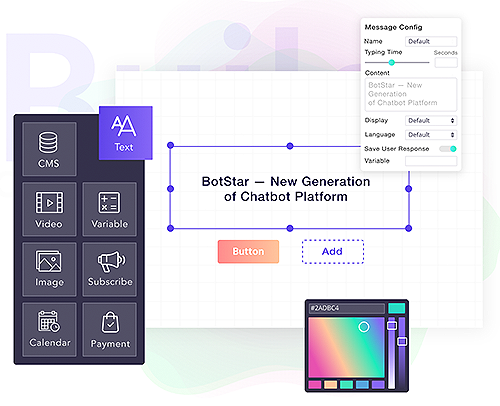 Build
Message Config
Name Default
Typing Time Seconds
Content
BotStar — New
Generation
of Chatbot Platform
Display Default
Language Default
Save User Response
Variable
AA
Text
CMS
Video
Variable
Image
Subscribe
Calendar
Payment
BotStar — New Generation
of Chatbot Platform
Button
Add
#2ADBC4